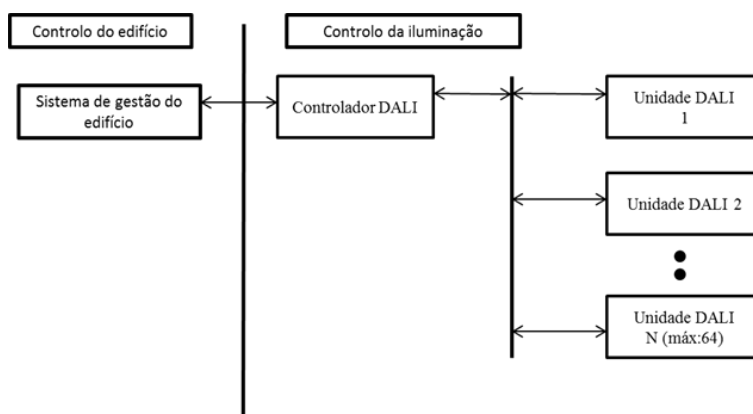 Controlo do edifício
Controlo da iluminação
Sistema de gestão do
edifício
Controlador DALI
Unidade DALI
1
Unidade DALI 2
Unidade DALI
N (máx:64)